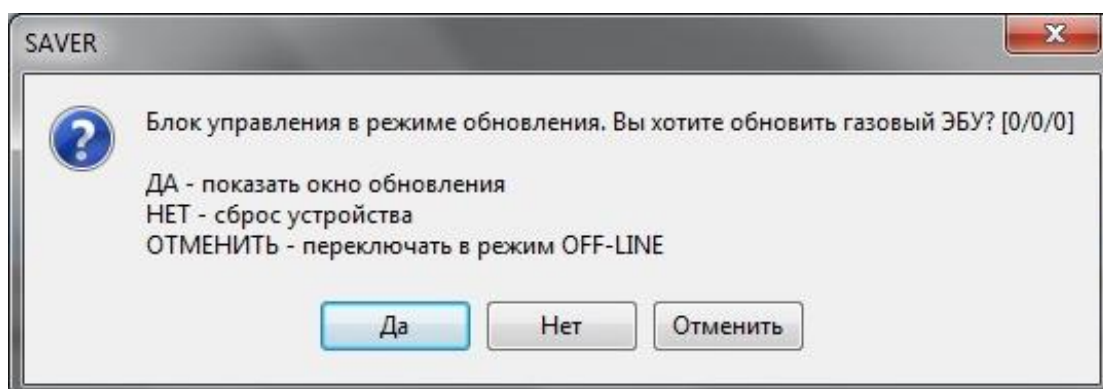 SAVER
Блок управления в режиме обновления. Вы хотите обновить газовый ЭБУ? [0/0/0]
ДА - показать окно обновления
НЕТ - сброс устройства
ОТМЕНИТЬ - переключать в режим OFF-LINE
Да Нет Отменить